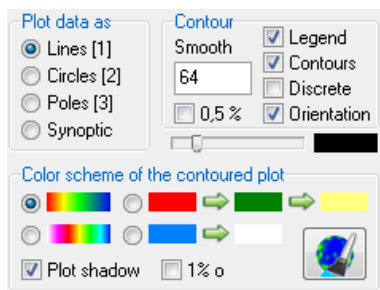 Plot data as
Lines [1]
Circles [2]
Poles [3]
Synoptic
Contour
Smooth
64
0,5 %
Legend
Contours
Discrete
Orientation
Color scheme of the contoured plot
Plot shadow
1% o